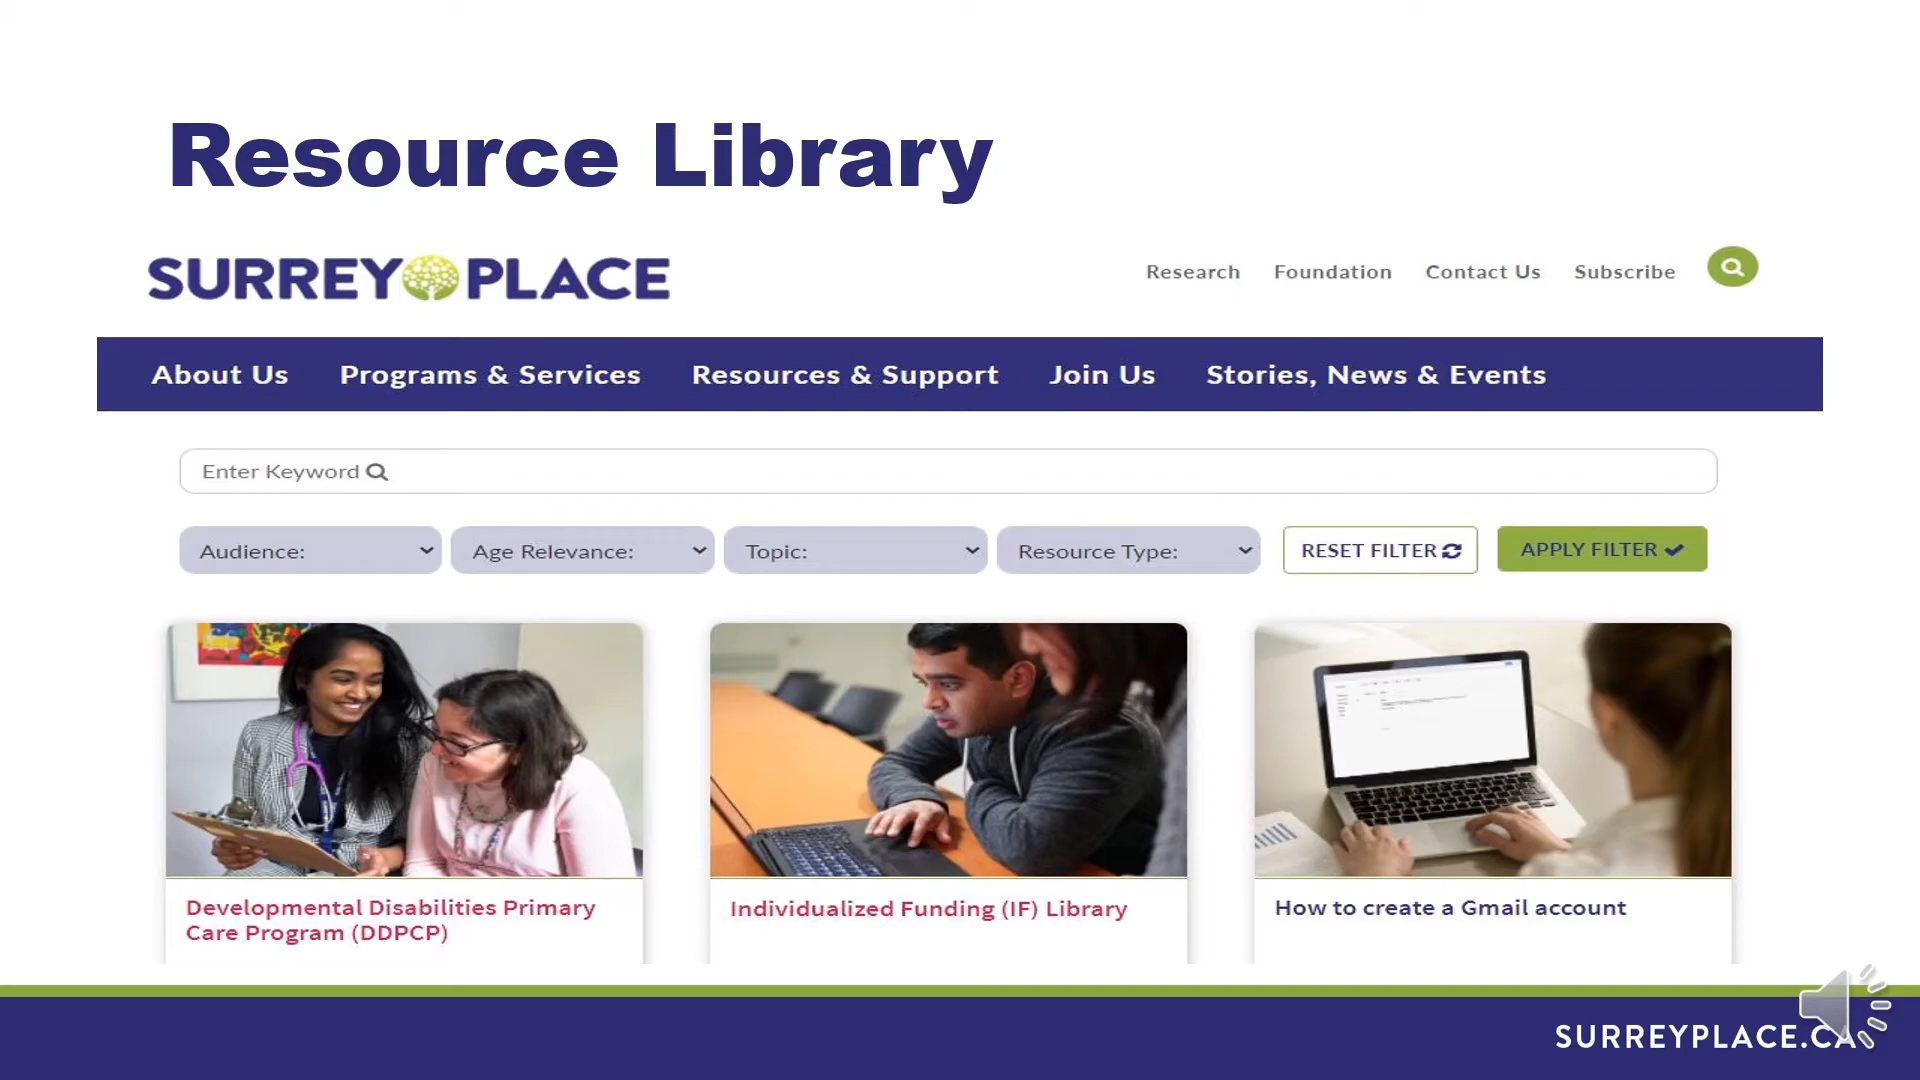 Resource Library
SURREY PLACE
Research Foundation Contact Us Subscribe
About Us Programs & Services Resources & Support Join Us Stories, News & Events
Enter Keyword
Audience: Age Relevance: Topic: Resource Type: RESET FILTER APPLY FILTER
Developmental Disabilities Primary
Care Program (DDPCP)
Individualized Funding (IF) Library
How to create a Gmail account
SURREYPLACE.CA